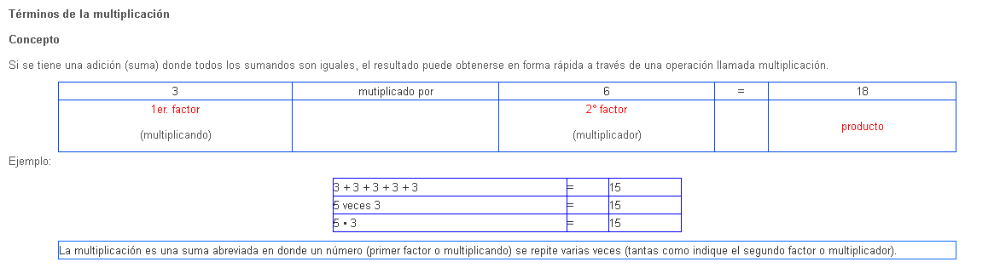 Términos de la multiplicación
Concepto
Si se tiene una adición (suma) donde todos los sumandos son iguales, el resultado puede obtenerse en forma rápida a través de una operación llamada multiplicación.
3 mutiplicado por 6 = 18
1er. factor 2° factor
producto
(multiplicando) (multiplicador)
Ejemplo:
3 + 3 + 3 + 3 + 3 = 15
5 veces 3 = 15
5 • 3 = 15
La multiplicación es una suma abreviada en donde un número (primer factor o multiplicando) se repite varias veces (tantas como indique el segundo factor o multiplicador).